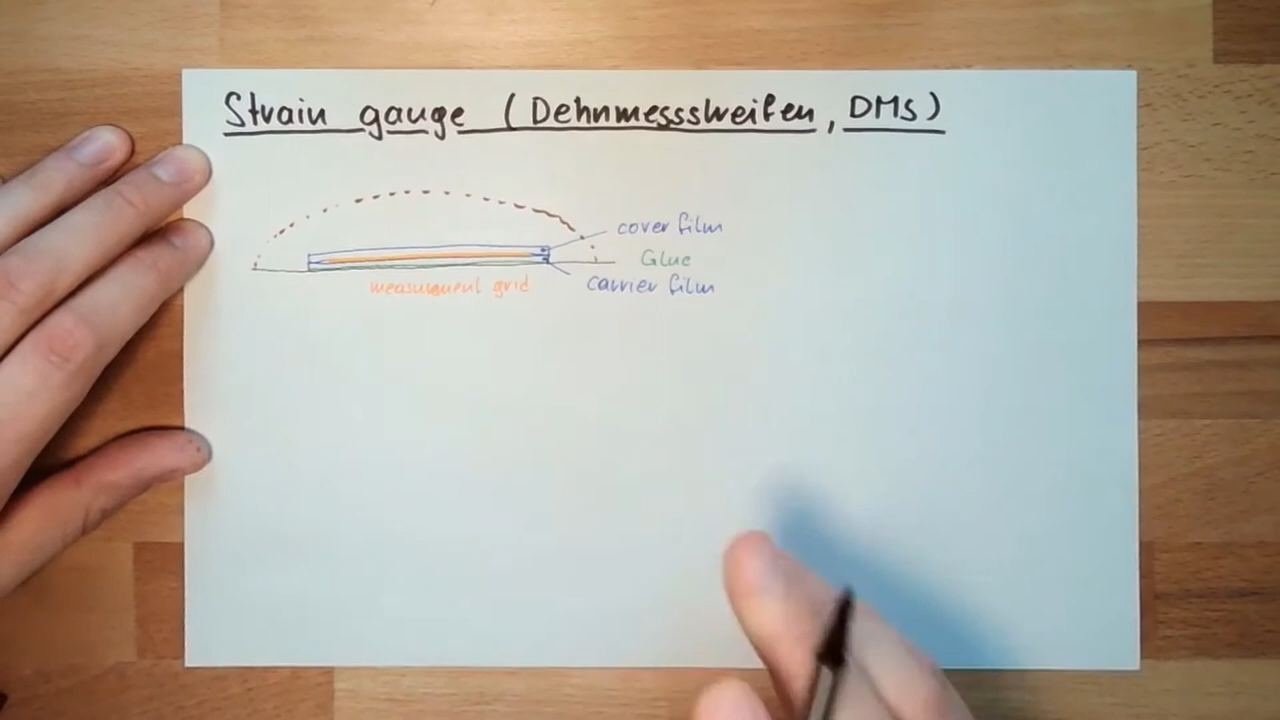 Strain gauge (Dehnmessstreifen, DMS)
cover film
Glue
measurement grid
carrier film